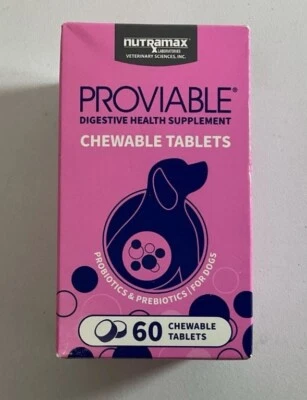 nutramax
LABORATORIES
VETERINARY SCIENCES, INC.
PROVIABLE®
DIGESTIVE HEALTH SUPPLEMENT
CHEWABLE TABLETS
PROBIOTICS & PREBIOTICS | FOR DOGS
60 CHEWABLE
TABLETS